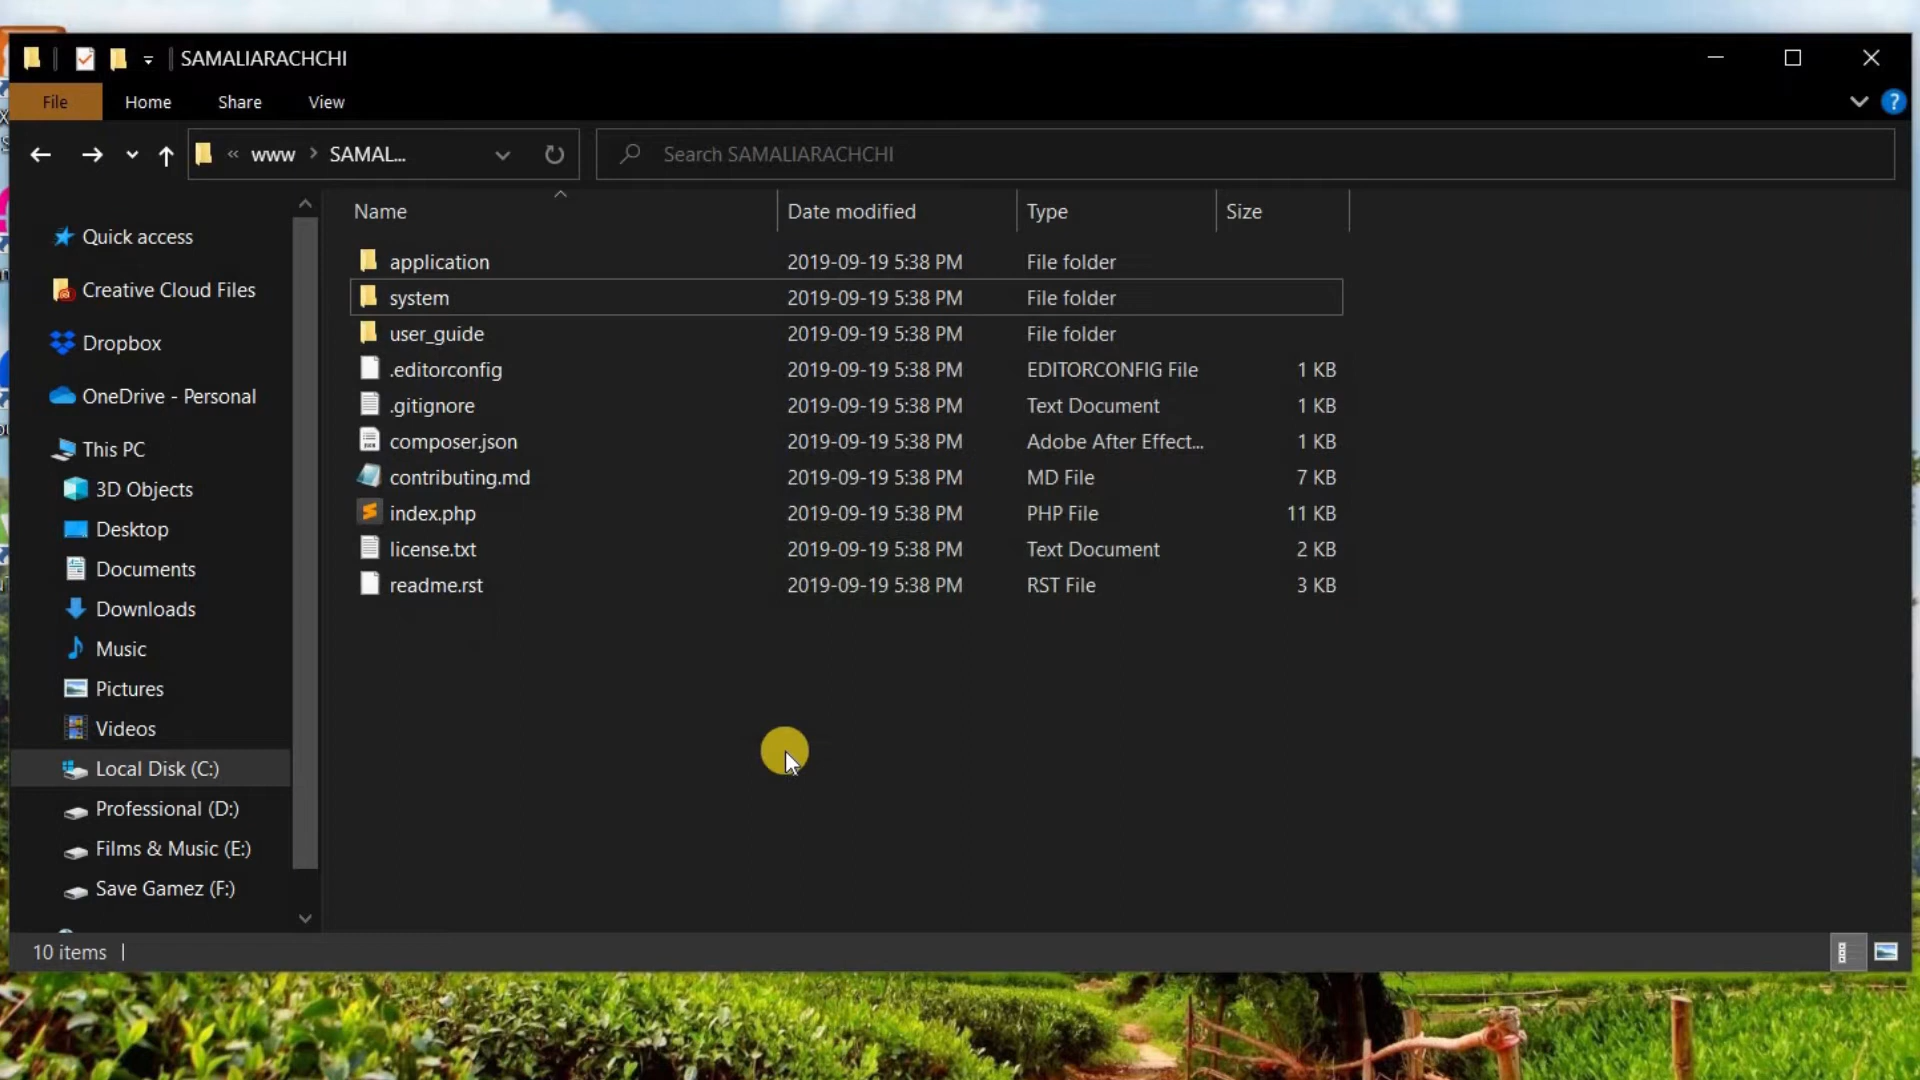 SAMALIARACHCHI
File Home Share View
« www > SAMAL...
Search SAMALIARACHCHI
Name Date modified Type Size
Quick access
Creative Cloud Files
Dropbox
OneDrive - Personal
This PC
3D Objects
Desktop
Documents
Downloads
Music
Pictures
Videos
Local Disk (C:)
Professional (D:)
Films & Music (E:)
Save Gamez (F:)
application 2019-09-19 5:38 PM File folder
system 2019-09-19 5:38 PM File folder
user_guide 2019-09-19 5:38 PM File folder
.editorconfig 2019-09-19 5:38 PM EDITORCONFIG File 1 KB
.gitignore 2019-09-19 5:38 PM Text Document 1 KB
composer.json 2019-09-19 5:38 PM Adobe After Effect... 1 KB
contributing.md 2019-09-19 5:38 PM MD File 7 KB
index.php 2019-09-19 5:38 PM PHP File 11 KB
license.txt 2019-09-19 5:38 PM Text Document 2 KB
readme.rst 2019-09-19 5:38 PM RST File 3 KB
10 items